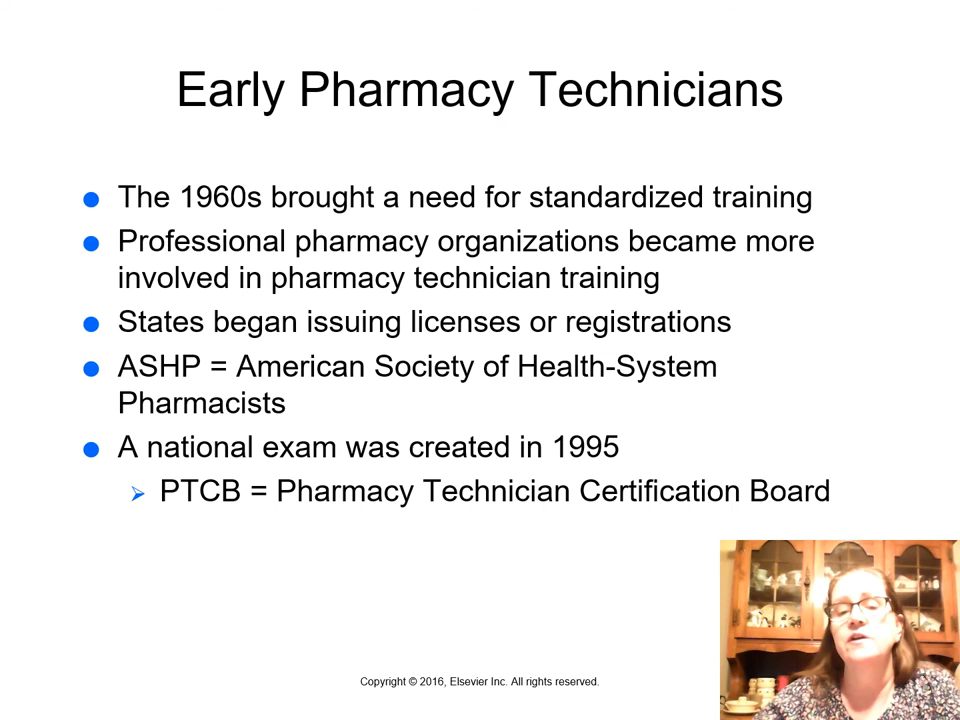 Early Pharmacy Technicians
The 1960s brought a need for standardized training
Professional pharmacy organizations became more
involved in pharmacy technician training
States began issuing licenses or registrations
ASHP = American Society of Health-System
Pharmacists
A national exam was created in 1995
PTCB = Pharmacy Technician Certification Board
Copyright © 2016, Elsevier Inc. All rights reserved.